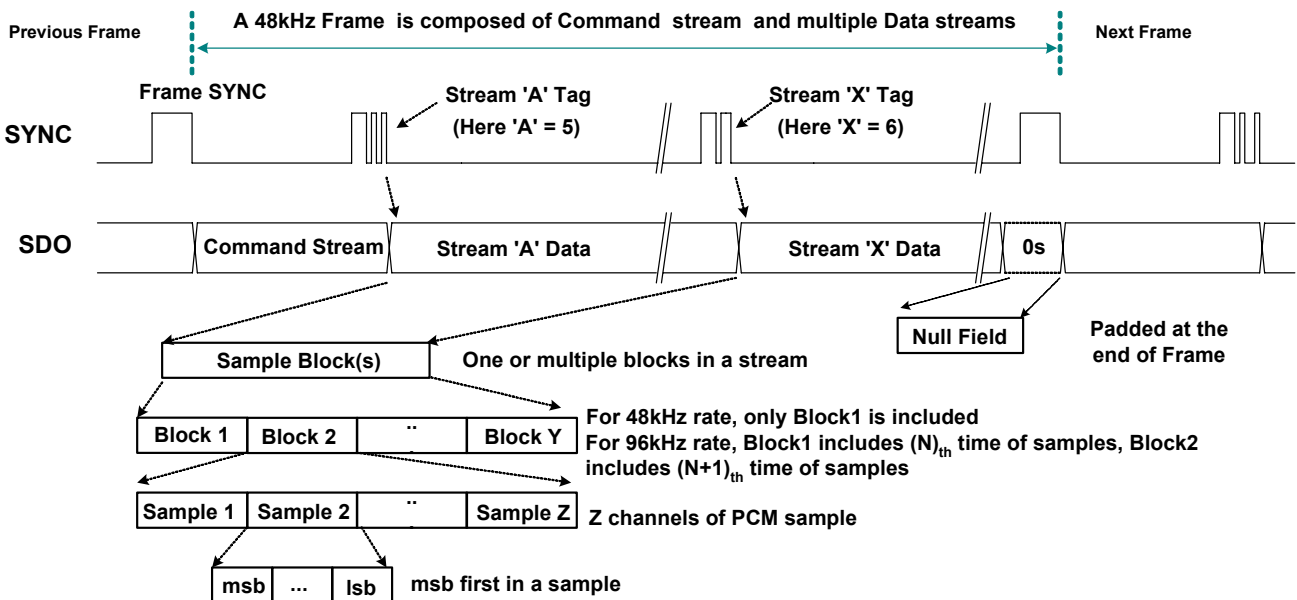 A 48kHz Frame is composed of Command stream and multiple Data streams
Previous Frame
Next Frame
Frame SYNC
Stream 'A' Tag
(Here 'A' = 5)
Stream 'X' Tag
(Here 'X' = 6)
SYNC
SDO
Command Stream
Stream 'A' Data
Stream 'X' Data
0s
Null Field
Padded at the
end of Frame
Sample Block(s)
One or multiple blocks in a stream
Block 1
Block 2
..
Block Y
For 48kHz rate, only Block1 is included
For 96kHz rate, Block1 includes (N)th time of samples, Block2
includes (N+1)th time of samples
Sample 1
Sample 2
..
Sample Z
Z channels of PCM sample
msb
...
lsb
msb first in a sample